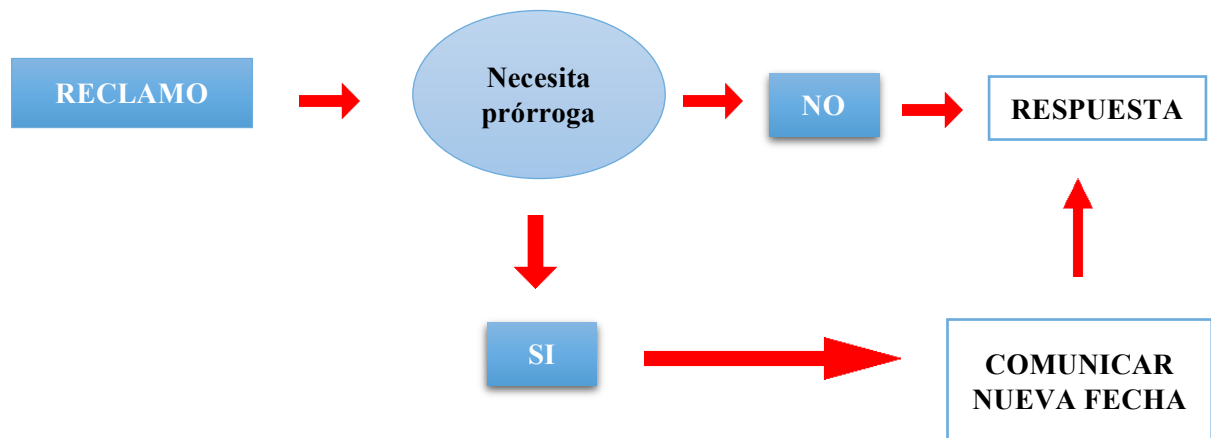 RECLAMO
Necesita
prórroga
NO
RESPUESTA
SI
COMUNICAR
NUEVA FECHA